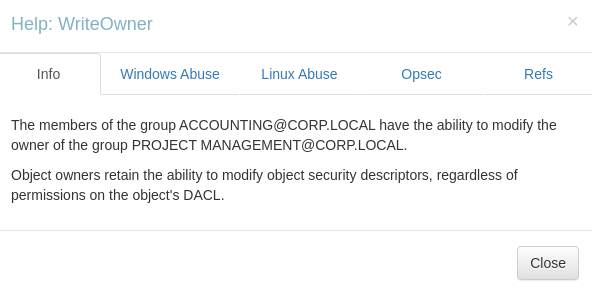 Help: WriteOwner
×
Info
Windows Abuse
Linux Abuse
Opsec
Refs
The members of the group ACCOUNTING@CORP.LOCAL have the ability to modify the
owner of the group PROJECT MANAGEMENT@CORP.LOCAL.
Object owners retain the ability to modify object security descriptors, regardless of
permissions on the object's DACL.
Close